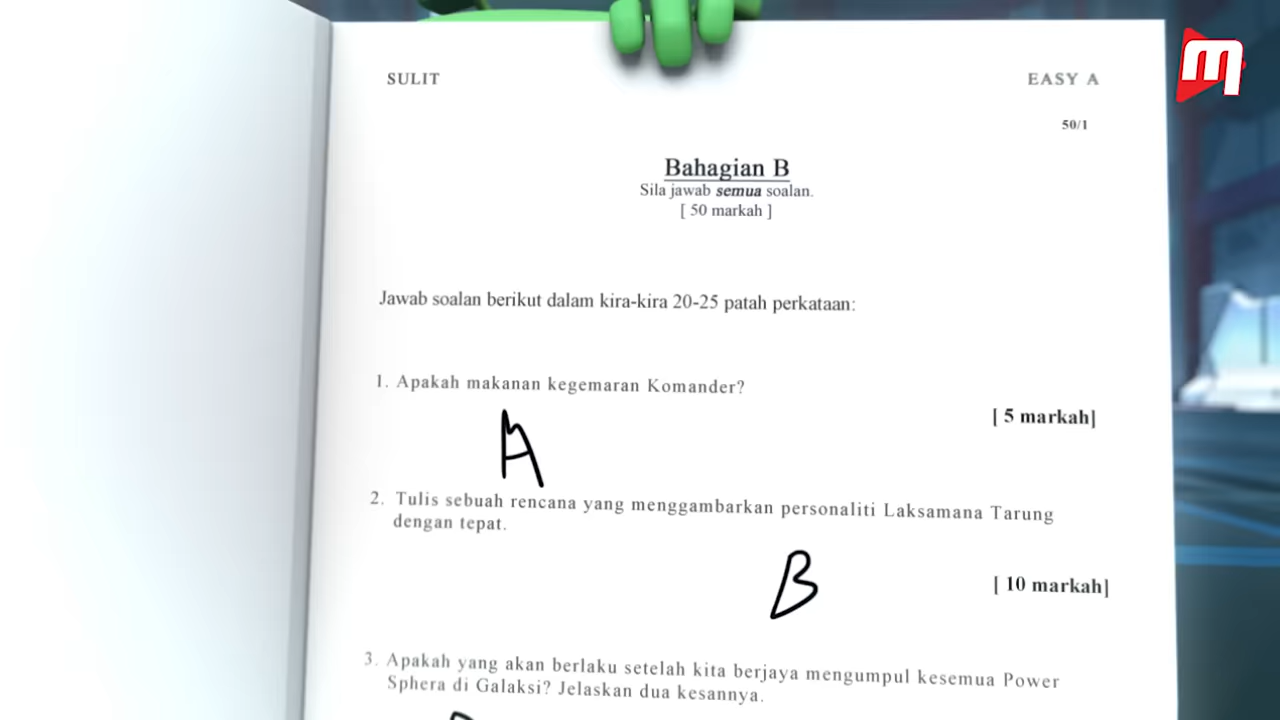 SULIT
EASY A
50/1
Bahagian B
Sila jawab semua soalan.
[ 50 markah ]
Jawab soalan berikut dalam kira-kira 20-25 patah perkataan:
1. Apakah makanan kegemaran Komander?
[ 5 markah]
A
2. Tulis sebuah rencana yang menggambarkan personaliti Laksamana Tarung
dengan tepat.
B
[ 10 markah]
3. Apakah yang akan berlaku setelah kita berjaya mengumpul kesemua Power
Sphera di Galaksi? Jelaskan dua kesannya.